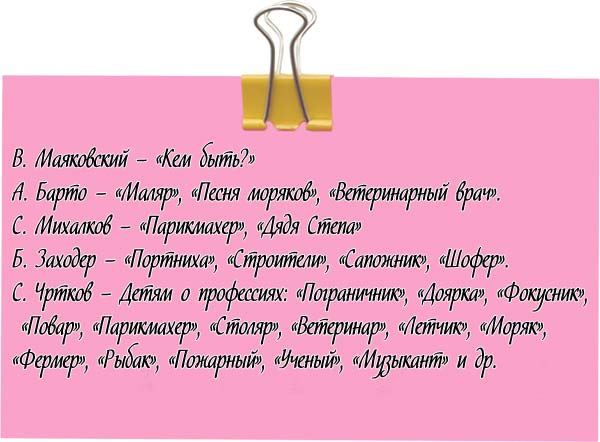 В. Маяковский – «Кем быть?»
А. Барто – «Маляр», «Песня моряков», «Ветеринарный врач».
С. Михалков – «Парикмахер», «Дядя Степа»
Б. Заходер – «Портниха», «Строители», «Сапожник», «Шофер».
С. Чртков – Детям о профессиях: «Пограничник», «Доярка», «Фокусник»,
«Повар», «Парикмахер», «Столяр», «Ветеринар», «Летчик», «Моряк»,
«Фермер», «Рыбак», «Пожарный», «Ученый», «Музыкант» и др.